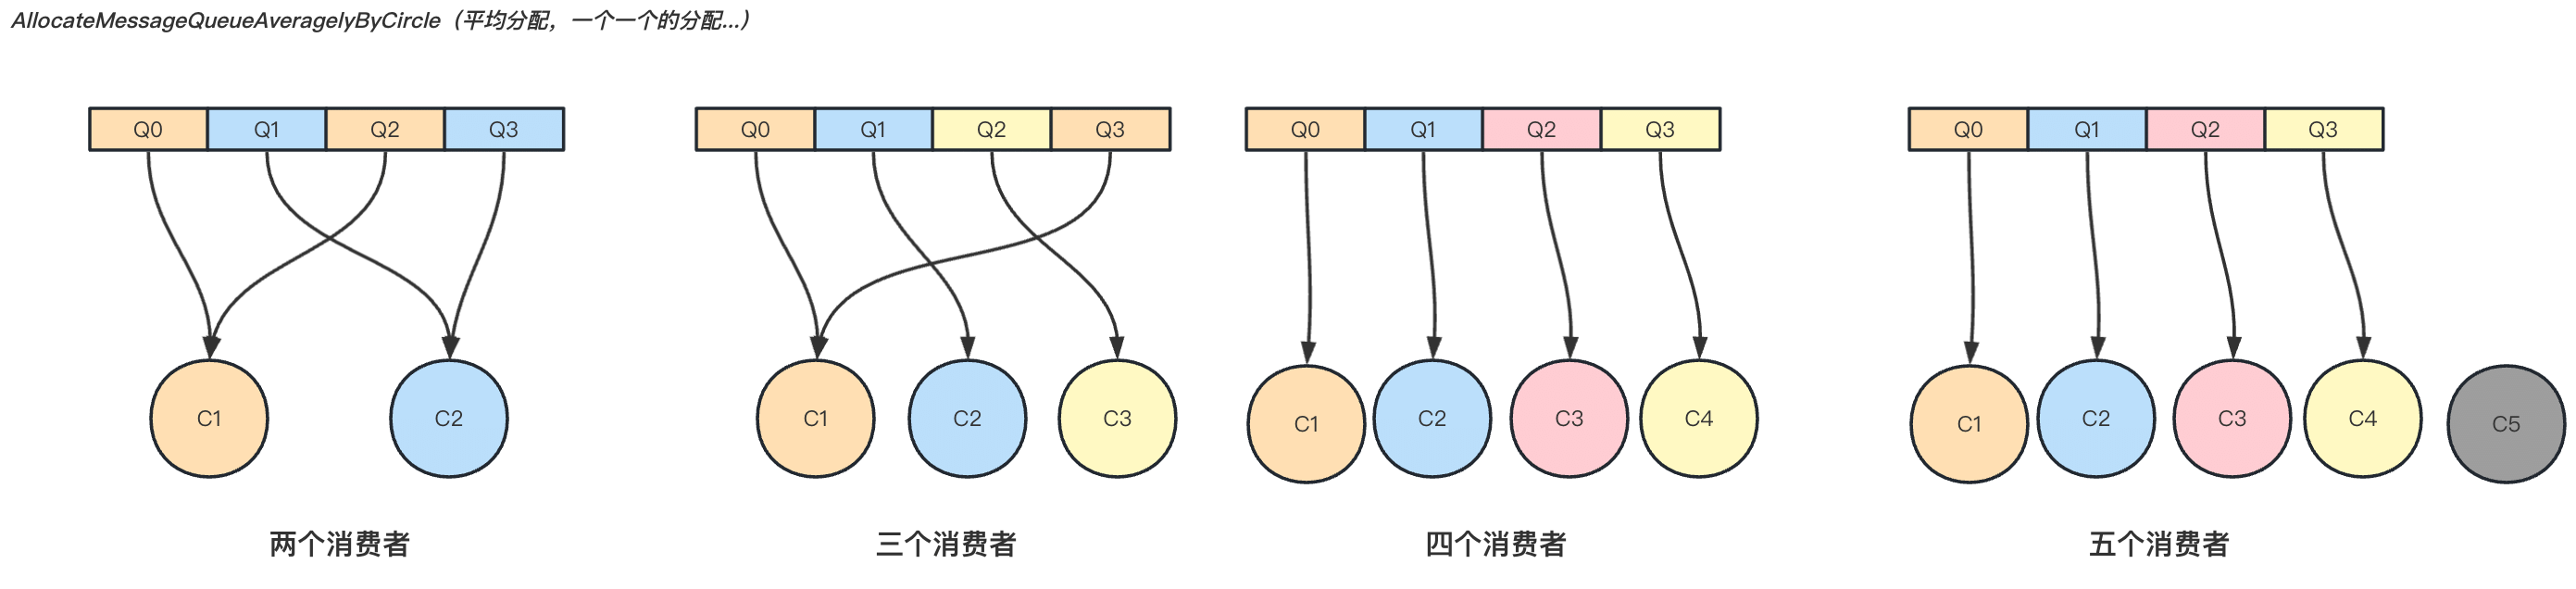 AllocateMessageQueueAveragelyByCircle（平均分配，一个一个的分配...）
Q0 Q1 Q2 Q3
C1 C2
两个消费者
Q0 Q1 Q2 Q3
C1 C2 C3
三个消费者
Q0 Q1 Q2 Q3
C1 C2 C3 C4
四个消费者
Q0 Q1 Q2 Q3
C1 C2 C3 C4 C5
五个消费者